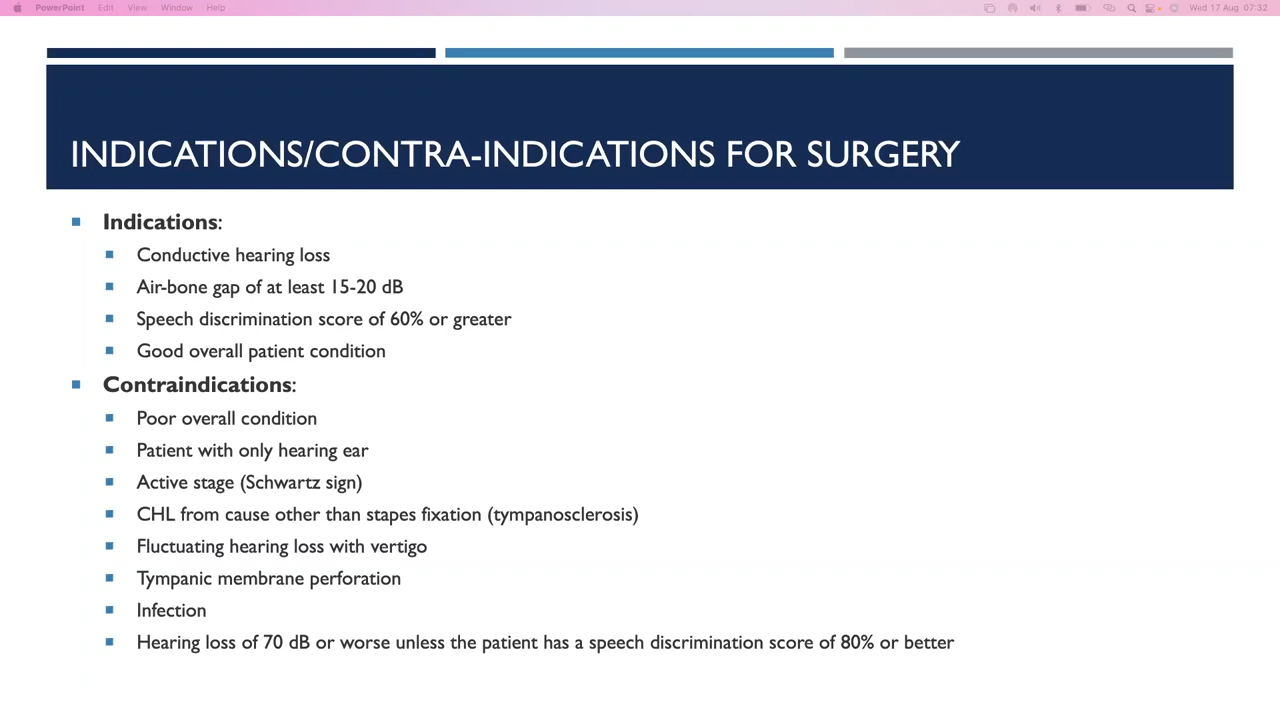 PowerPoint Edit View Window Help Wed 17 Aug 07:32
INDICATIONS/CONTRA-INDICATIONS FOR SURGERY
Indications:
Conductive hearing loss
Air-bone gap of at least 15-20 dB
Speech discrimination score of 60% or greater
Good overall patient condition
Contraindications:
Poor overall condition
Patient with only hearing ear
Active stage (Schwartz sign)
CHL from cause other than stapes fixation (tympanosclerosis)
Fluctuating hearing loss with vertigo
Tympanic membrane perforation
Infection
Hearing loss of 70 dB or worse unless the patient has a speech discrimination score of 80% or better